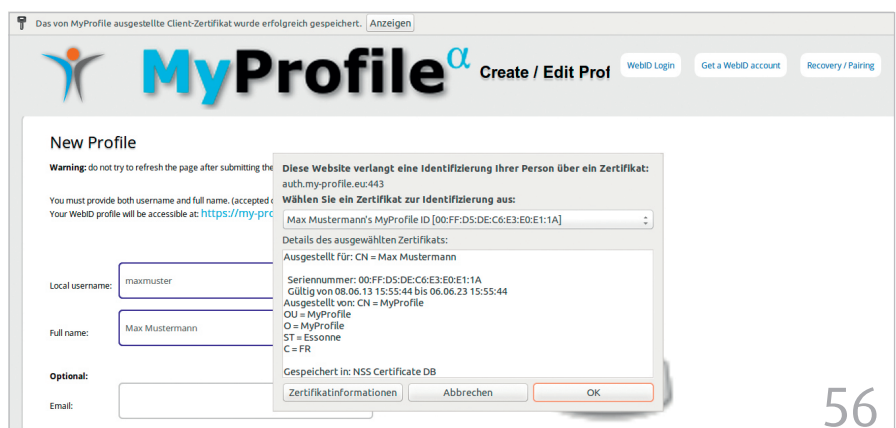 Das von MyProfile ausgestellte Client-Zertifikat wurde erfolgreich gespeichert. Anzeigen
MyProfile α Create / Edit Prof
WebID Login Get a WebID account Recovery / Pairing
New Profile
Warning: do not try to refresh the page after submitting the
You must provide both username and full name. (accepted
Your WebID profile will be accessible at: https://my-pro
Local username: maxmuster
Full name: Max Mustermann
Optional:
Email:
Diese Website verlangt eine Identifizierung Ihrer Person über ein Zertifikat:
auth.my-profile.eu:443
Wählen Sie ein Zertifikat zur Identifizierung aus:
Max Mustermann's MyProfile ID [00:FF:D5:DE:C6:E3:E0:E1:1A]
Details des ausgewählten Zertifikats:
Ausgestellt für: CN = Max Mustermann
Seriennummer: 00:FF:D5:DE:C6:E3:E0:E1:1A
Gültig von 08.06.13 15:55:44 bis 06.06.23 15:55:44
Ausgestellt von: CN = MyProfile
OU = MyProfile
O = MyProfile
ST = Essonne
C = FR
Gespeichert in: NSS Certificate DB
Zertifikatinformationen Abbrechen OK
56